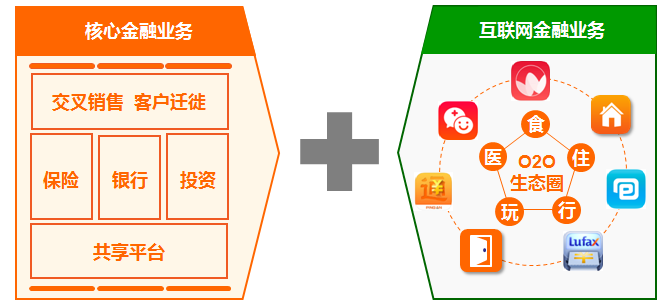 核心金融业务
交叉销售 客户迁徙
保险
银行
投资
共享平台
互联网金融业务
食
医
住
O2O
生态圈
玩
行
通
Lufax